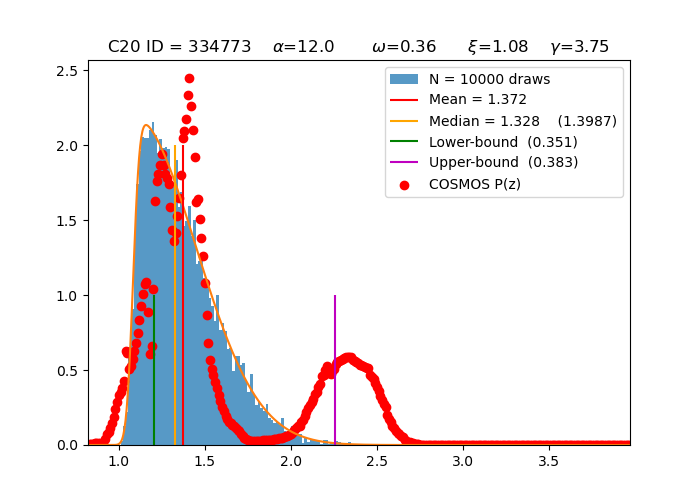 C20 ID = 334773 α=12.0 ω=0.36 ξ=1.08 γ=3.75
N = 10000 draws
Mean = 1.372
Median = 1.328 (1.3987)
Lower-bound (0.351)
Upper-bound (0.383)
COSMOS P(z)
2.5
2.0
1.5
1.0
0.5
0.0
1.0 1.5 2.0 2.5 3.0 3.5